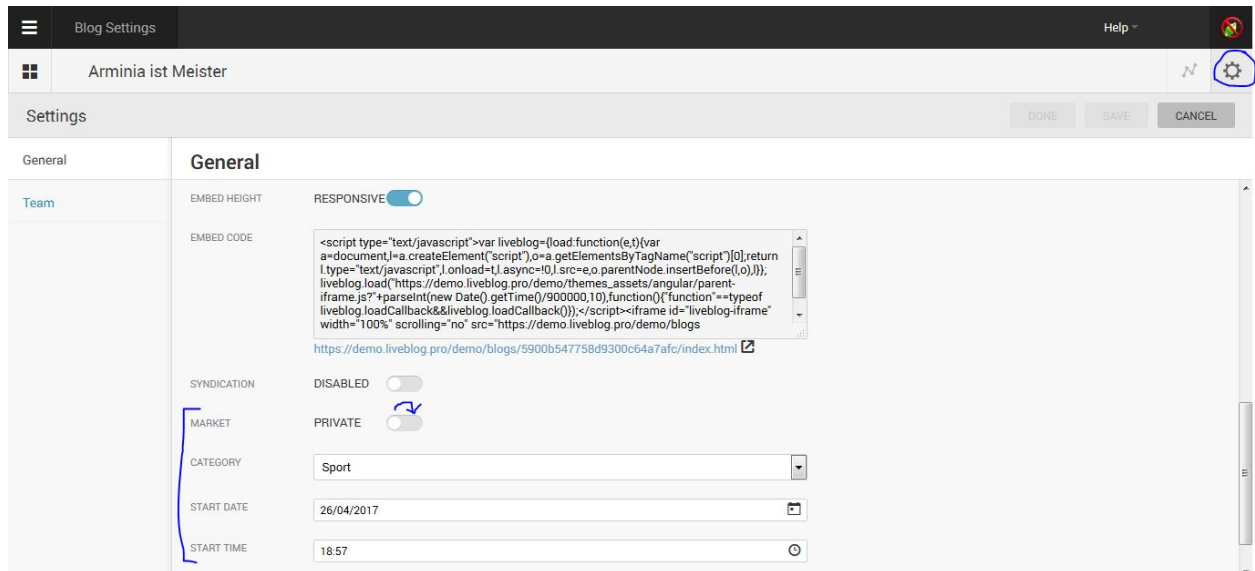 Blog Settings
Help
Arminia ist Meister
Settings
DONE
SAVE
CANCEL
General
General
Team
EMBED HEIGHT
RESPONSIVE
EMBED CODE
<script type="text/javascript">var liveblog={load:function(e,t){var
a=document,l=a.createElement("script"),o=a.getElementsByTagName("script")[0];return
l.type="text/javascript",l.onload=t,l.async=!0,l.src=e,o.parentNode.insertBefore(l,o),l}};
liveblog.load("https://demo.liveblog.pro/demo/themes_assets/angular/parent-
iframe.js?"+parseInt(new Date().getTime()/900000,10),function(){"function"==typeof
liveblog.loadCallback&&liveblog.loadCallback()});</script><iframe id="liveblog-iframe"
width="100%" scrolling="no" src="https://demo.liveblog.pro/demo/blogs
https://demo.liveblog.pro/demo/blogs/5900b547758d9300c64a7afc/index.html
SYNDICATION
DISABLED
MARKET
PRIVATE
CATEGORY
Sport
START DATE
26/04/2017
START TIME
18:57